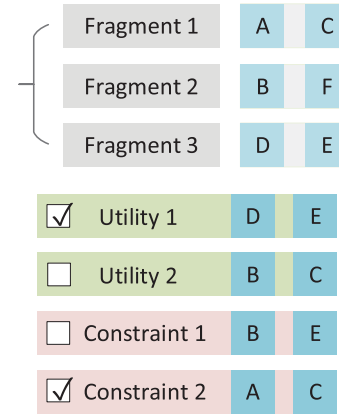 Fragment 1 A C
Fragment 2 B F
Fragment 3 D E
Utility 1 D E
Utility 2 B C
Constraint 1 B E
Constraint 2 A C